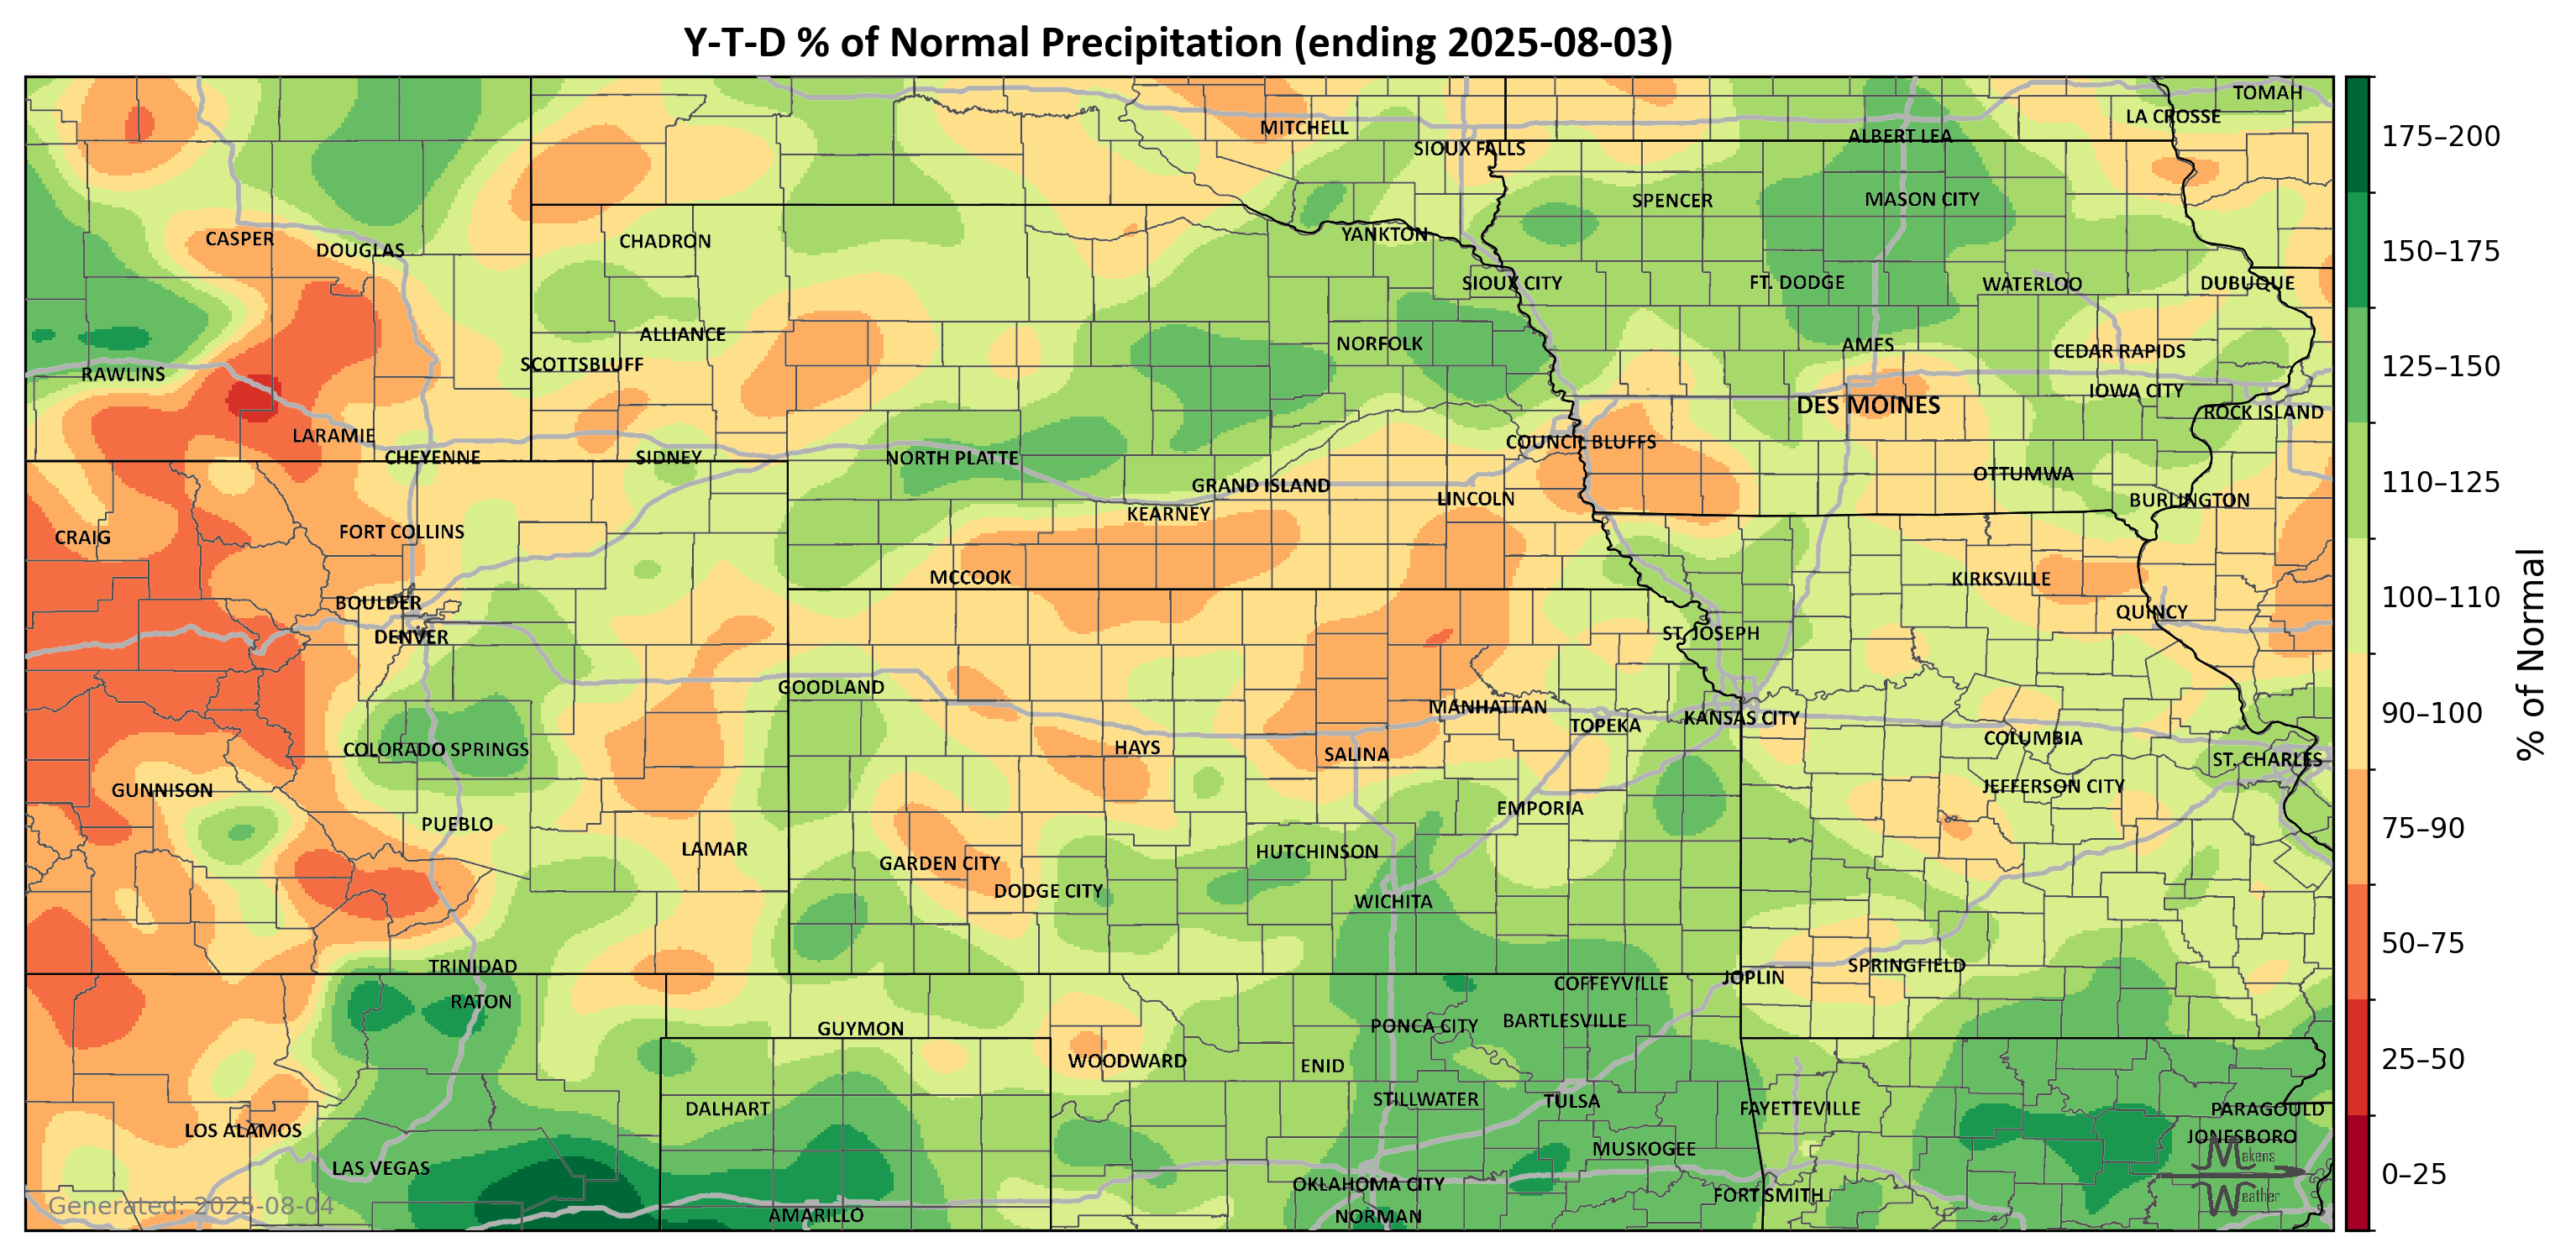 Y-T-D % of Normal Precipitation (ending 2025-08-03)
TOMAH
LA CROSSE
MITCHELL
ALBERT LEA
SIOUX FALLS
SPENCER
MASON CITY
CASPER
DOUGLAS
CHADRON
YANKTON
SIOUX CITY
FT. DODGE
WATERLOO
DUBUQUE
ALLIANCE
NORFOLK
AMES
CEDAR RAPIDS
SCOTTSBLUFF
RAWLINS
IOWA CITY
DES MOINES
ROCK ISLAND
LARAMIE
COUNCIL BLUFFS
CHEYENNE
SIDNEY
NORTH PLATTE
OTTUMWA
GRAND ISLAND
LINCOLN
BURLINGTON
KEARNEY
CRAIG
FORT COLLINS
MCCOOK
KIRKSVILLE
BOULDER
QUINCY
DENVER
ST. JOSEPH
GOODLAND
MANHATTAN
TOPEKA
KANSAS CITY
COLORADO SPRINGS
HAYS
SALINA
COLUMBIA
ST. CHARLES
GUNNISON
JEFFERSON CITY
EMPORIA
PUEBLO
LAMAR
HUTCHINSON
GARDEN CITY
DODGE CITY
WICHITA
TRINIDAD
SPRINGFIELD
JOPLIN
COFFEYVILLE
RATON
GUYMON
PONCA CITY
BARTLESVILLE
WOODWARD
ENID
DALHART
STILLWATER
TULSA
FAYETTEVILLE
PARAGOULD
LOS ALAMOS
JONESBORO
MUSKOGEE
LAS VEGAS
OKLAHOMA CITY
FORT SMITH
AMARILLO
NORMAN
Makens
Weather
Generated: 2025-08-04
175–200
150–175
125–150
110–125
100–110
90–100
75–90
50–75
25–50
0–25
% of Normal